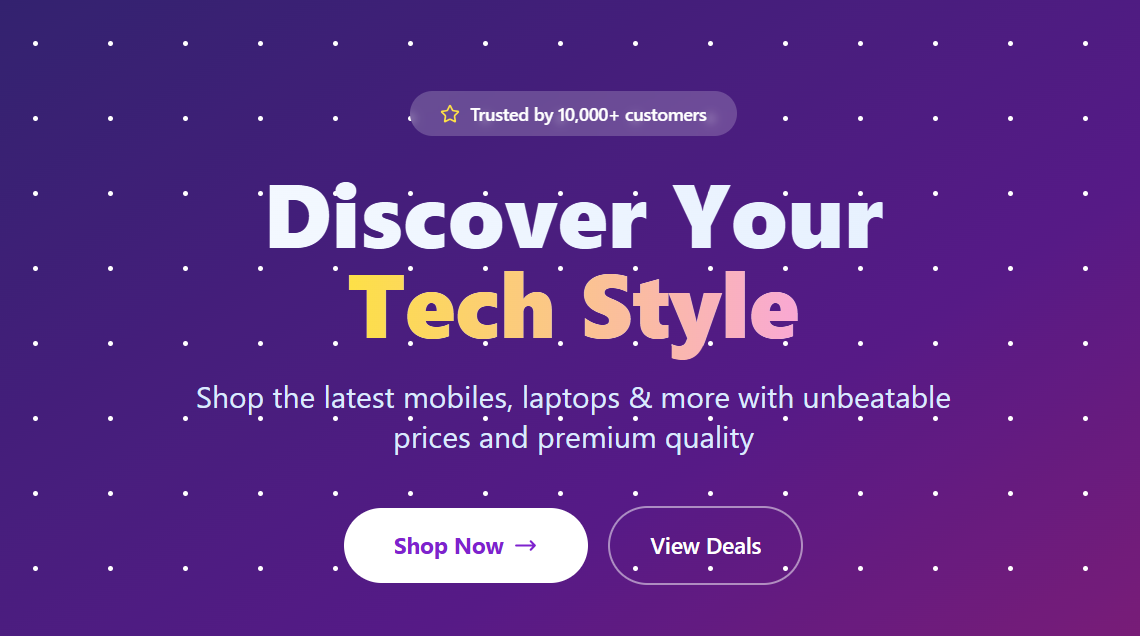 Trusted by 10,000+ customers
Discover Your
Tech Style
Shop the latest mobiles, laptops & more with unbeatable
prices and premium quality
Shop Now →
View Deals